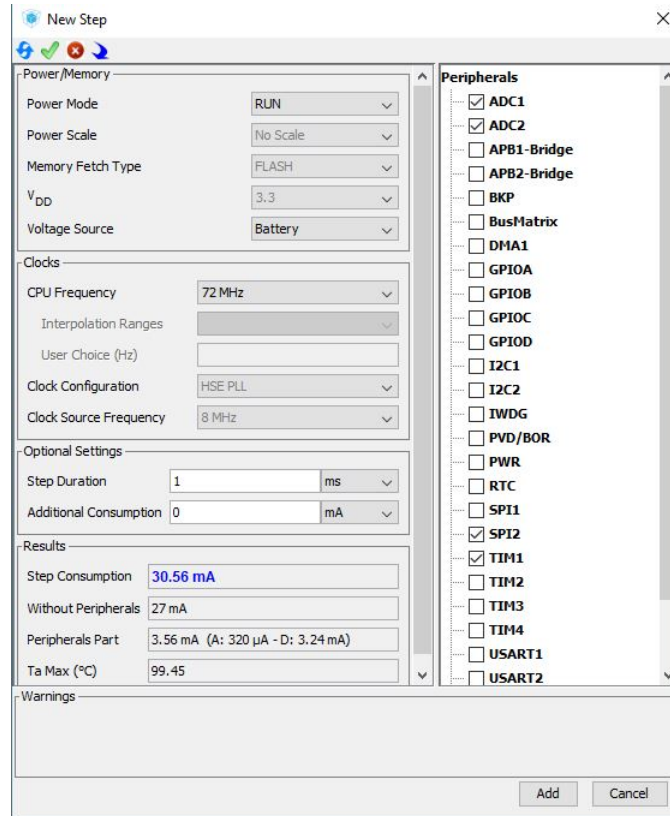 New Step
Power/Memory
Power Mode RUN
Power Scale No Scale
Memory Fetch Type FLASH
VDD 3.3
Voltage Source Battery
Clocks
CPU Frequency 72 MHz
Interpolation Ranges
User Choice (Hz)
Clock Configuration HSE PLL
Clock Source Frequency 8 MHz
Optional Settings
Step Duration 1 ms
Additional Consumption 0 mA
Results
Step Consumption 30.56 mA
Without Peripherals 27 mA
Peripherals Part 3.56 mA (A: 320 µA - D: 3.24 mA)
Ta Max (°C) 99.45
Peripherals
ADC1
ADC2
APB1-Bridge
APB2-Bridge
BKP
BusMatrix
DMA1
GPIOA
GPIOB
GPIOC
GPIOD
I2C1
I2C2
IWDG
PVD/BOR
PWR
RTC
SPI1
SPI2
TIM1
TIM2
TIM3
TIM4
USART1
USART2
Warnings
Add Cancel